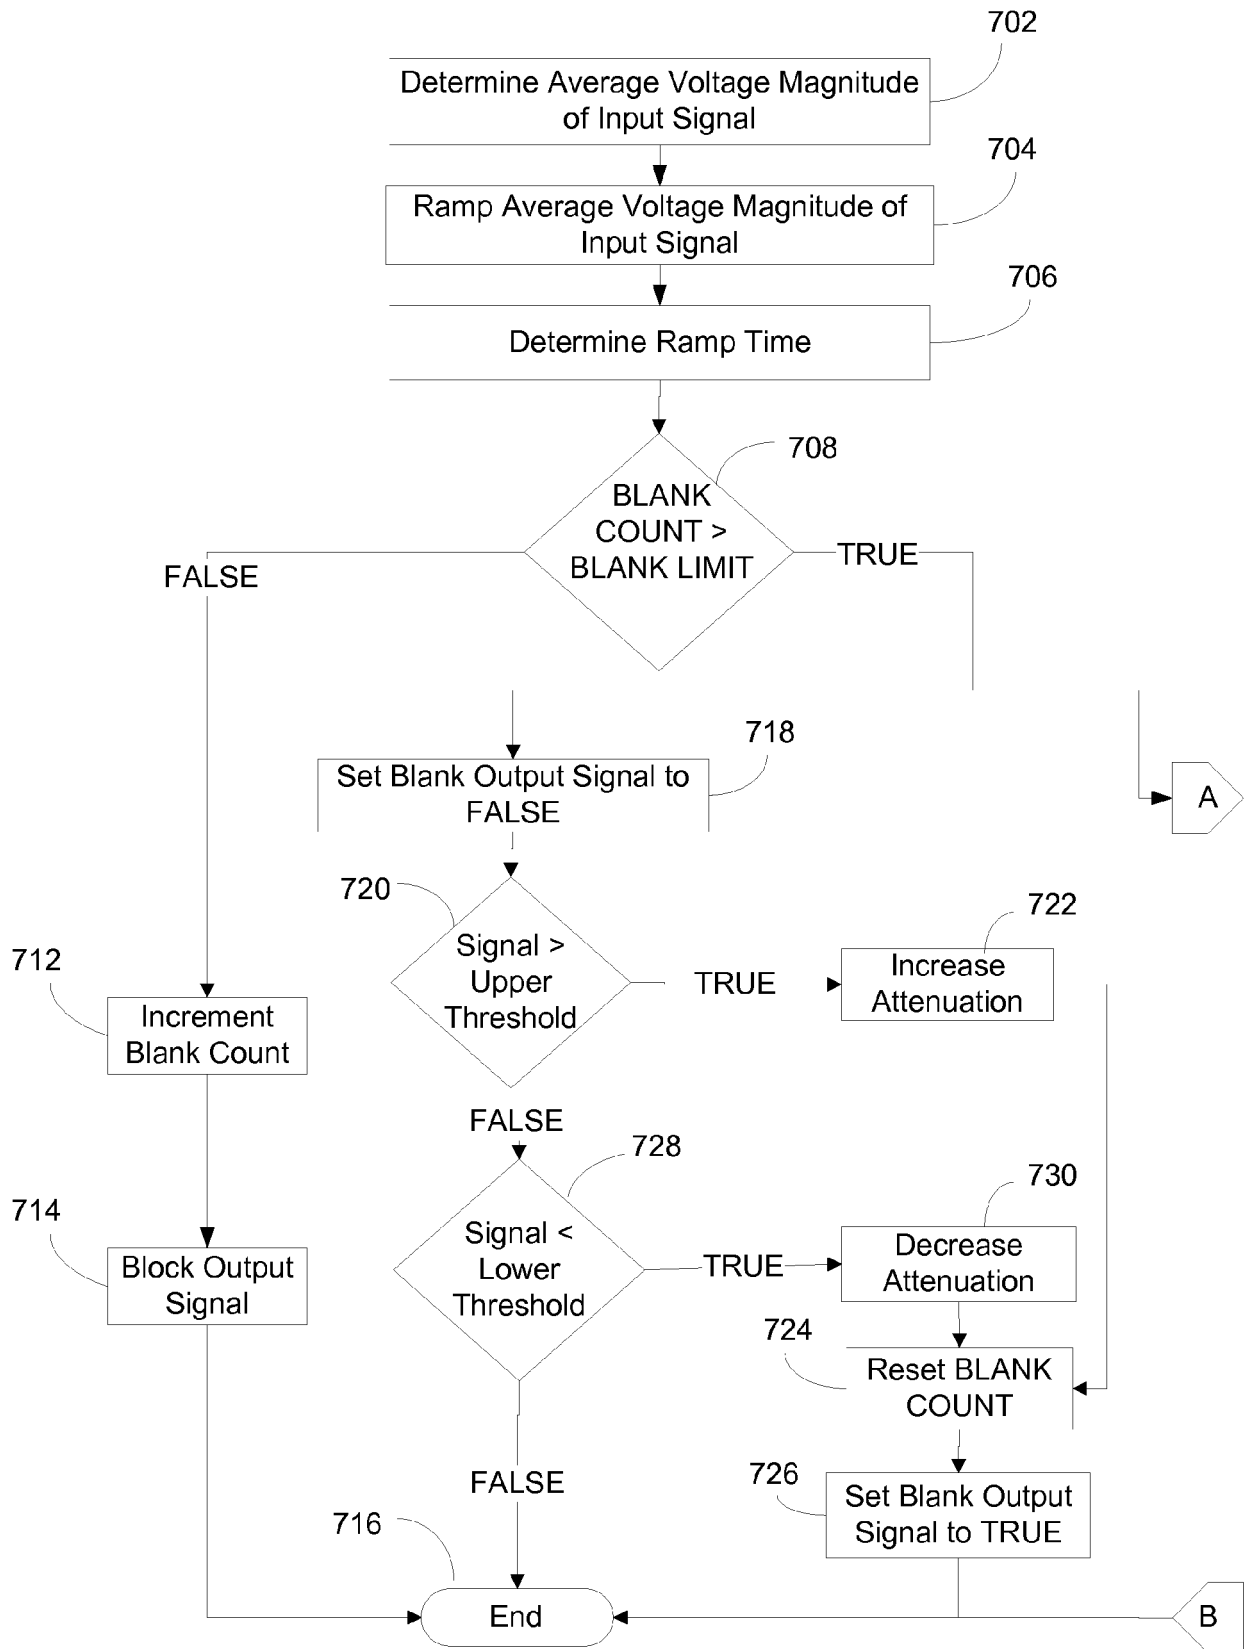 702
Determine Average Voltage Magnitude
of Input Signal
704
Ramp Average Voltage Magnitude of
Input Signal
706
Determine Ramp Time
708
BLANK
COUNT >
BLANK LIMIT
TRUE
FALSE
718
Set Blank Output Signal to
FALSE
A
720
Signal >
Upper
Threshold
TRUE
722
Increase
Attenuation
712
Increment
Blank Count
FALSE
728
Signal <
Lower
Threshold
TRUE
730
Decrease
Attenuation
714
Block Output
Signal
724
Reset BLANK
COUNT
FALSE
726
Set Blank Output
Signal to TRUE
716
End
B